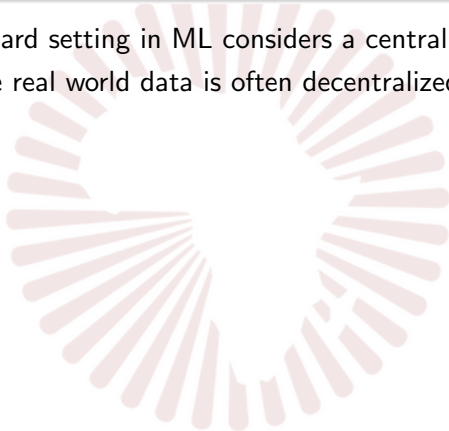 ard setting in ML considers a central
real world data is often decentralized